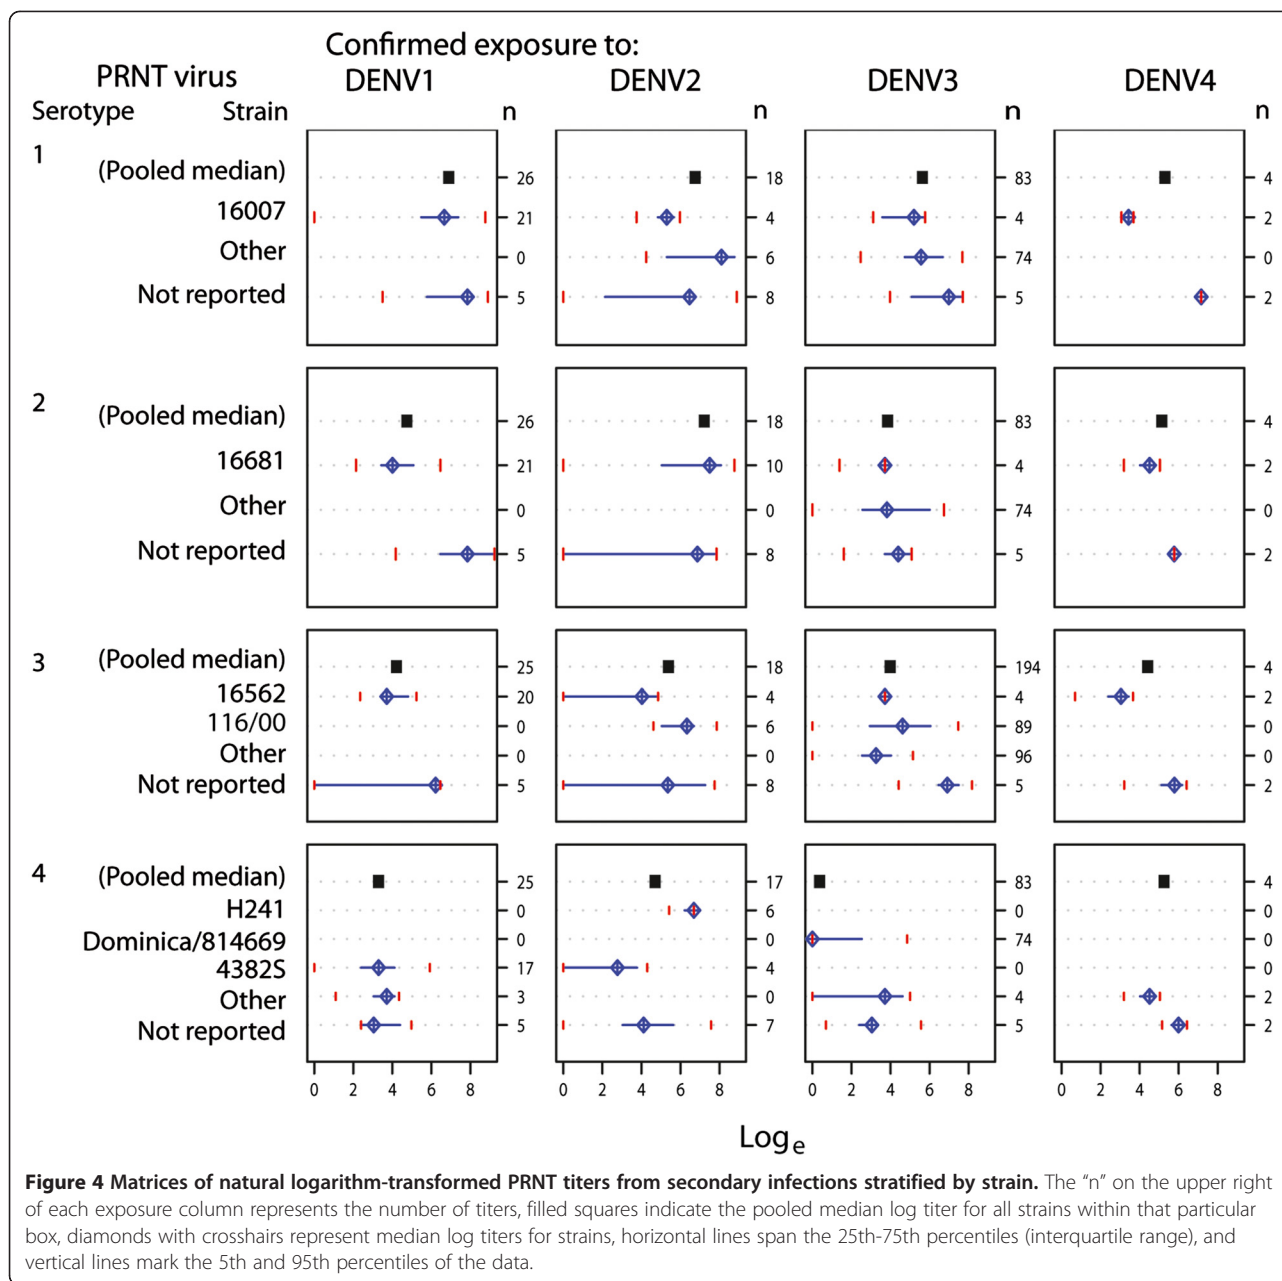 Confirmed exposure to:
PRNT virus DENV1 DENV2 DENV3 DENV4
Serotype Strain n n n n
1
(Pooled median) 26 18 83 4
16007 21 4 4 2
Other 0 6 74 0
Not reported 5 8 5 2
2
(Pooled median) 26 18 83 4
16681 21 10 4 2
Other 0 0 74 0
Not reported 5 8 5 2
3
(Pooled median) 25 18 194 4
16562 20 4 4 2
116/00 0 6 89 0
Other 0 0 96 0
Not reported 5 8 5 2
4
(Pooled median) 25 17 83 4
H241 0 6 0 0
Dominica/814669 0 0 74 0
4382S 17 4 0 0
Other 3 0 4 2
Not reported 5 7 5 2
0 2 4 6 8 0 2 4 6 8 0 2 4 6 8 0 2 4 6 8
Loge
Figure 4 Matrices of natural logarithm-transformed PRNT titers from secondary infections stratified by strain. The “n” on the upper right
of each exposure column represents the number of titers, filled squares indicate the pooled median log titer for all strains within that particular
box, diamonds with crosshairs represent median log titers for strains, horizontal lines span the 25th-75th percentiles (interquartile range), and
vertical lines mark the 5th and 95th percentiles of the data.